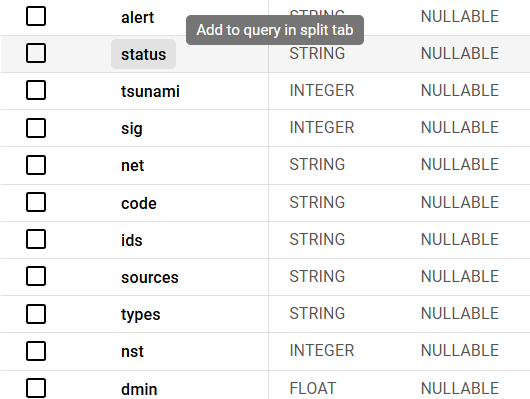 alert STRING NULLABLE
Add to query in split tab
status STRING NULLABLE
tsunami INTEGER NULLABLE
sig INTEGER NULLABLE
net STRING NULLABLE
code STRING NULLABLE
ids STRING NULLABLE
sources STRING NULLABLE
types STRING NULLABLE
nst INTEGER NULLABLE
dmin FLOAT NULLABLE